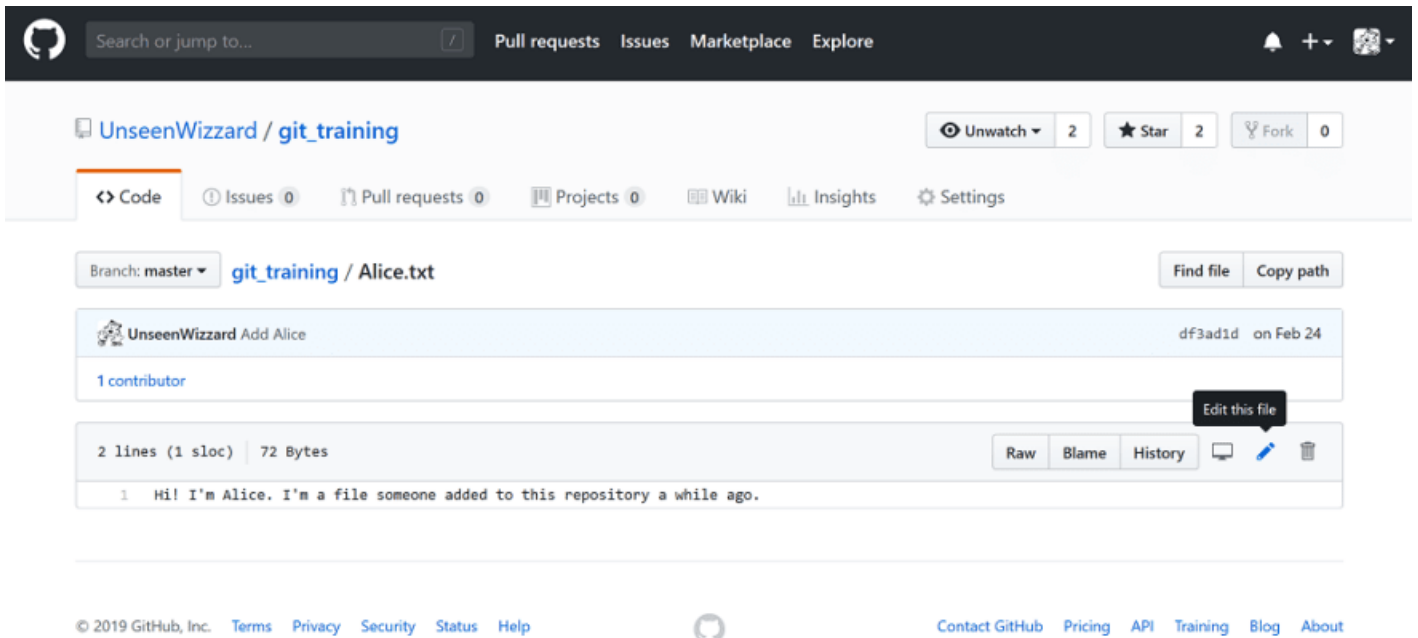 Search or jump to... / Pull requests Issues Marketplace Explore
UnseenWizzard / git_training Unwatch 2 Star 2 Fork 0
<> Code Issues 0 Pull requests 0 Projects 0 Wiki Insights Settings
Branch: master git_training / Alice.txt Find file Copy path
UnseenWizzard Add Alice df3ad1d on Feb 24
1 contributor
Edit this file
2 lines (1 sloc) 72 Bytes Raw Blame History
1 Hi! I'm Alice. I'm a file someone added to this repository a while ago.
© 2019 GitHub, Inc. Terms Privacy Security Status Help Contact GitHub Pricing API Training Blog About